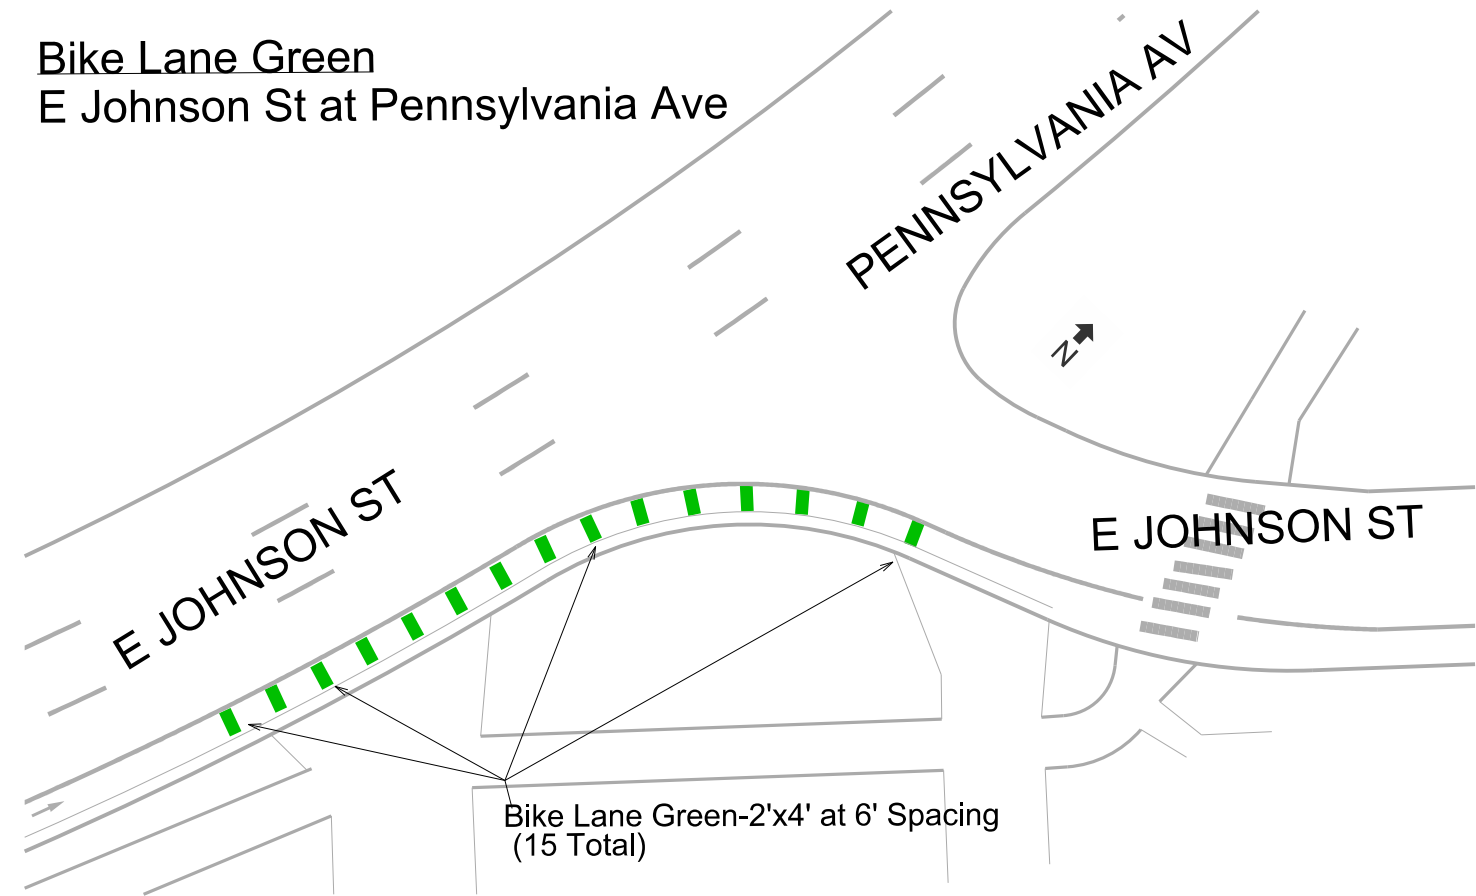 Bike Lane Green
E Johnson St at Pennsylvania Ave
PENNSYLVANIA AV
N
E JOHNSON ST
E JOHNSON ST
Bike Lane Green-2'x4' at 6' Spacing
(15 Total)